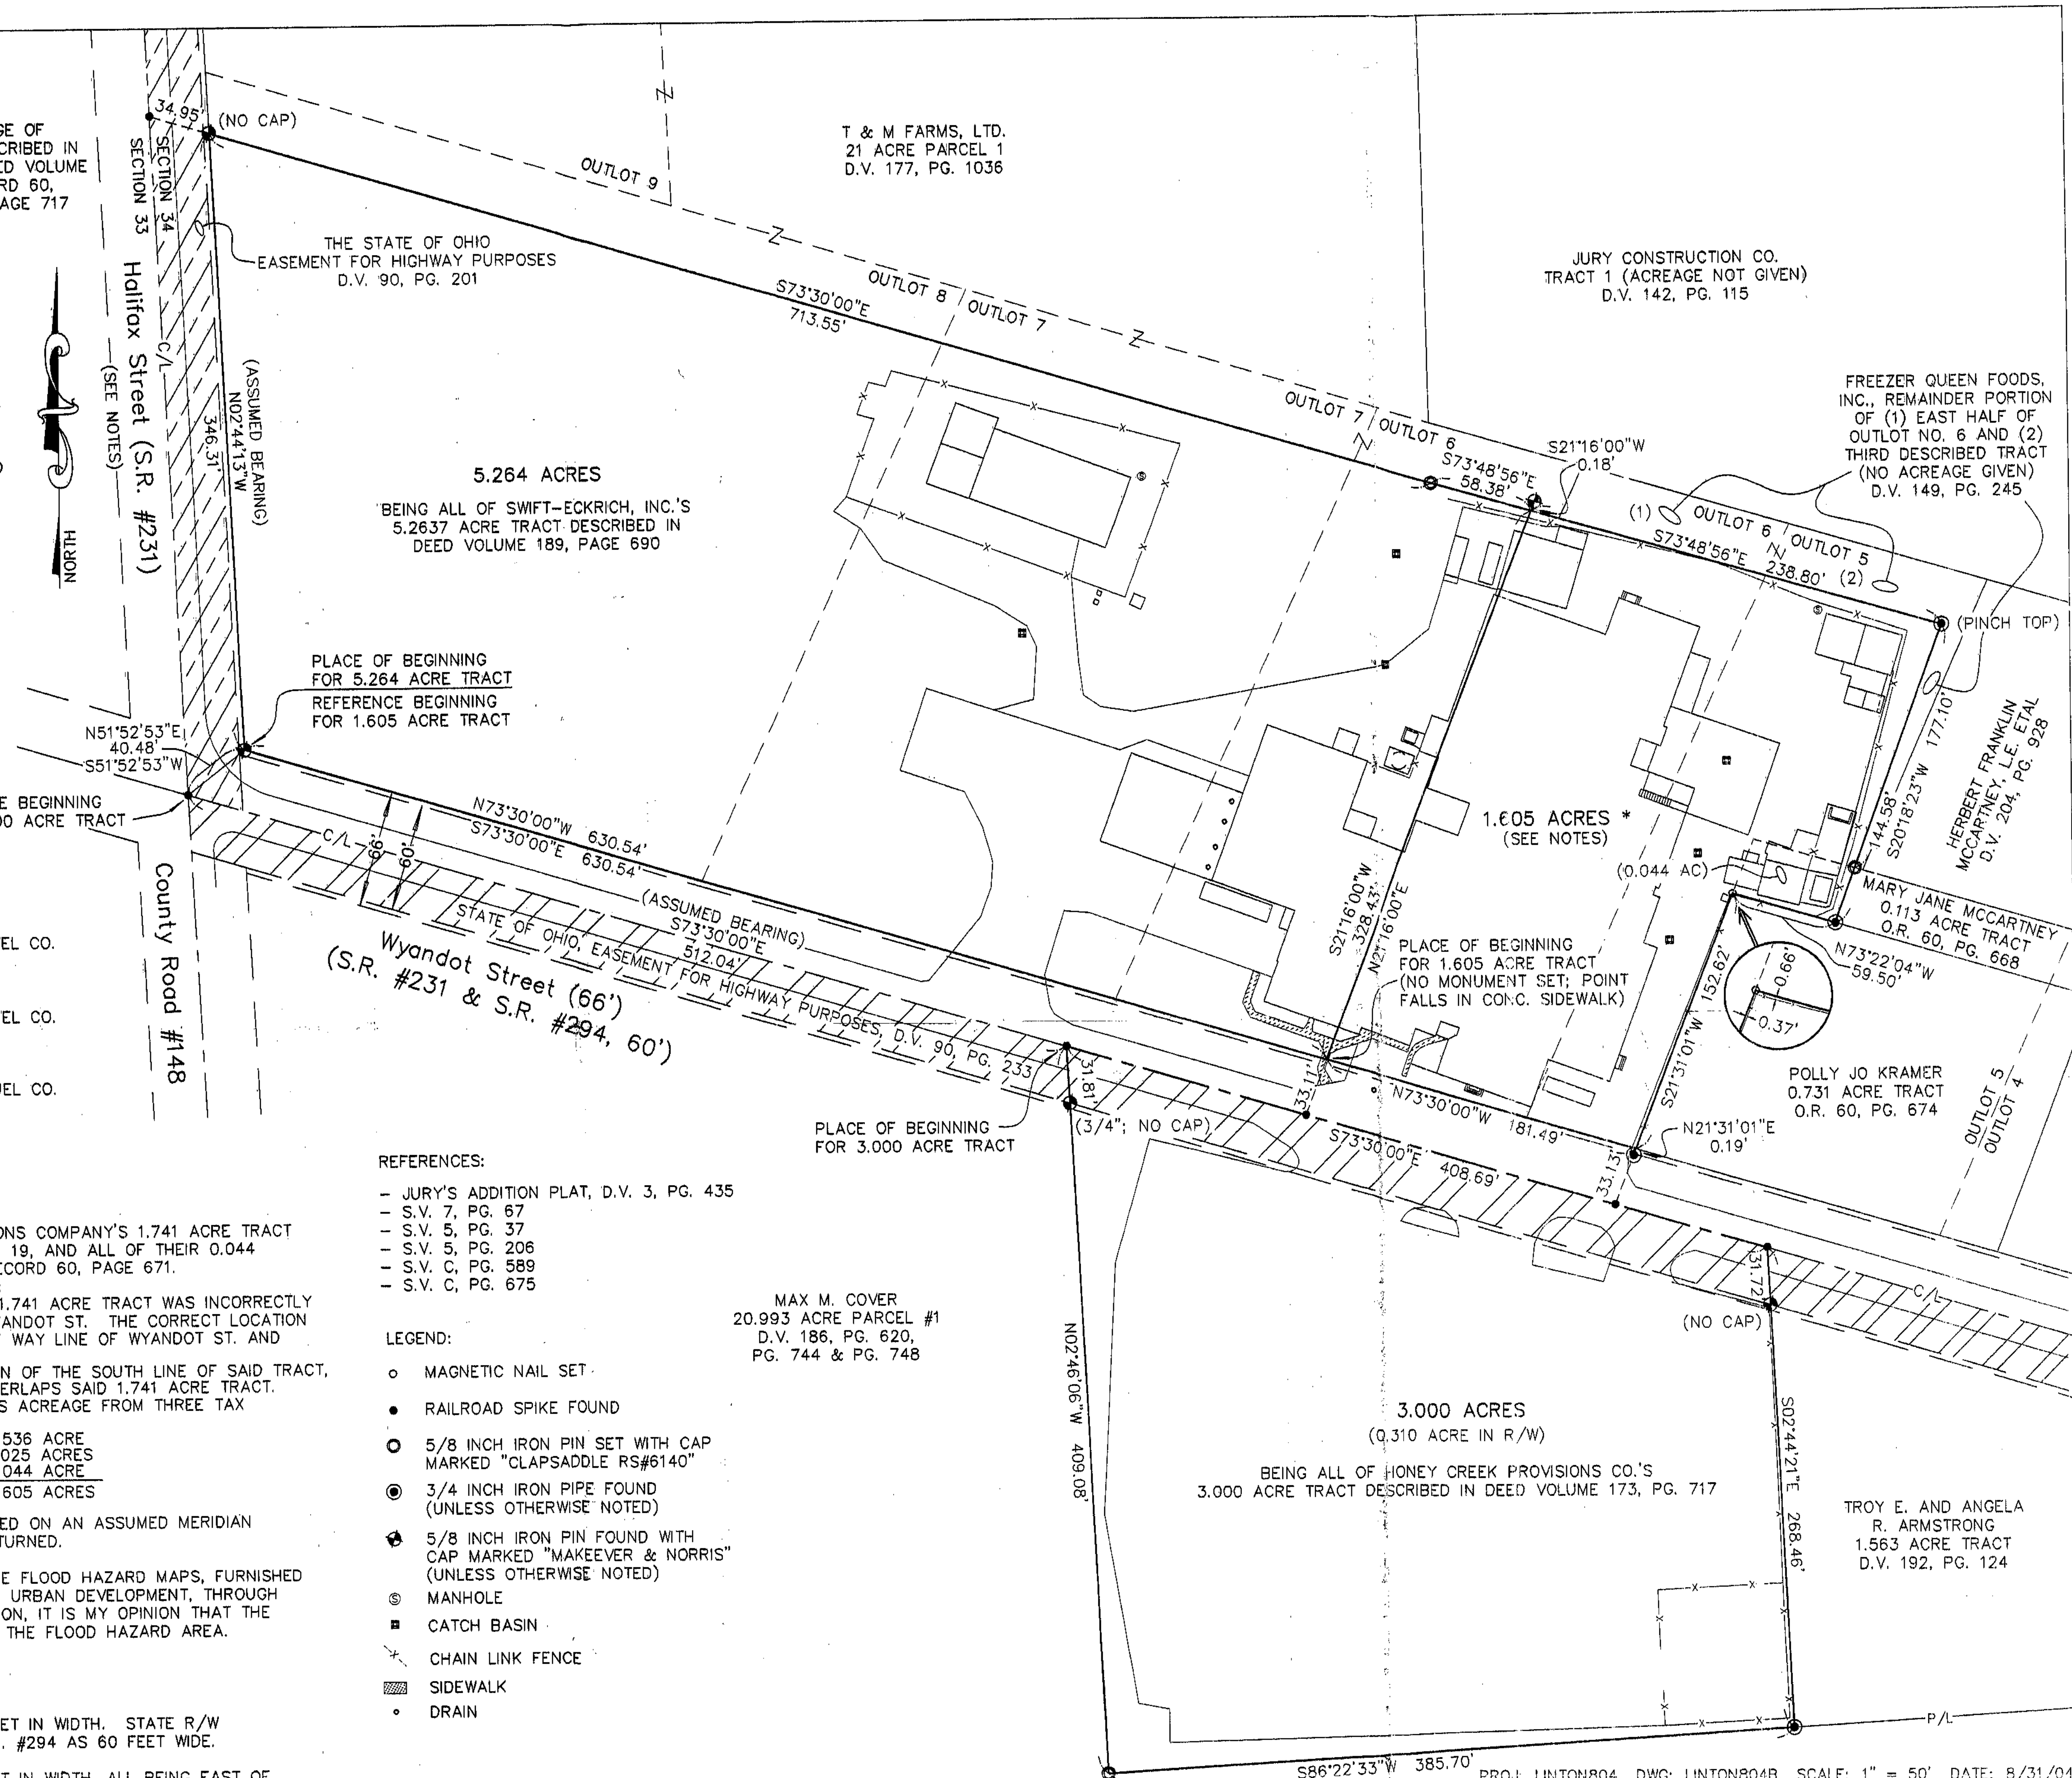 GE OF
CRIBED IN
ED VOLUME
RD 60,
AGE 717
34.95'
(NO CAP)
SECTION 33
SECTION 34
THE STATE OF OHIO
EASEMENT FOR HIGHWAY PURPOSES
D.V. 90, PG. 201
Halifax Street (S.R. #231)
(SEE NOTES)
C/L
346.31'
N02°44'13"W
(ASSUMED BEARING)
NORTH
OUTLOT 9
T & M FARMS, LTD.
21 ACRE PARCEL 1
D.V. 177, PG. 1036
S73°30'00"E
713.55'
OUTLOT 8
OUTLOT 7
JURY CONSTRUCTION CO.
TRACT 1 (ACREAGE NOT GIVEN)
D.V. 142, PG. 115
OUTLOT 7
OUTLOT 6
S73°48'56"E
58.38'
S21°16'00"W
0.18'
FREEZER QUEEN FOODS,
INC., REMAINDER PORTION
OF (1) EAST HALF OF
OUTLOT NO. 6 AND (2)
THIRD DESCRIBED TRACT
(NO ACREAGE GIVEN)
D.V. 149, PG. 245
(1)
OUTLOT 6
OUTLOT 5
S73°48'56"E
238.80'
(2)
(PINCH TOP)
5.264 ACRES
BEING ALL OF SWIFT-ECKRICH, INC.'S
5.2637 ACRE TRACT DESCRIBED IN
DEED VOLUME 189, PAGE 690
PLACE OF BEGINNING
FOR 5.264 ACRE TRACT
REFERENCE BEGINNING
FOR 1.605 ACRE TRACT
N51°52'53"E
40.48'
S51°52'53"W
E BEGINNING
00 ACRE TRACT
N73°30'00"W 630.54'
S73°30'00"E 630.54'
(ASSUMED BEARING)
S73°30'00"E
512.04'
C/L
66'
60'
STATE OF OHIO, EASEMENT FOR HIGHWAY PURPOSES, D.V. 90, PG. 233
Wyandot Street (66')
(S.R. #231 & S.R. #294, 60')
County Road #148
EL CO.
EL CO.
UEL CO.
1.605 ACRES *
(SEE NOTES)
(0.044 AC)
S21°16'00"W
328.43'
N21°16'00"E
PLACE OF BEGINNING
FOR 1.605 ACRE TRACT
(NO MONUMENT SET; POINT
FALLS IN CONC. SIDEWALK)
177.10'
S20°18'23"W
144.58'
HERBERT FRANKLIN
MCCARTNEY, L.E. ETAL
D.V. 204, PG. 928
MARY JANE MCCARTNEY
0.113 ACRE TRACT
O.R. 60, PG. 668
N73°22'04"W
59.50'
0.66'
0.37'
S21°31'01"W 152.62'
POLLY JO KRAMER
0.731 ACRE TRACT
O.R. 60, PG. 674
OUTLOT 5
OUTLOT 4
N21°31'01"E
0.19'
N73°30'00"W 181.49'
33.11'
33.13'
S73°30'00"E 408.69'
31.81'
(3/4"; NO CAP)
PLACE OF BEGINNING
FOR 3.000 ACRE TRACT
31.72'
(NO CAP)
C/L
REFERENCES:
- JURY'S ADDITION PLAT, D.V. 3, PG. 435
- S.V. 7, PG. 67
- S.V. 5, PG. 37
- S.V. 5, PG. 206
- S.V. C, PG. 589
- S.V. C, PG. 675
MAX M. COVER
20.993 ACRE PARCEL #1
D.V. 186, PG. 620,
PG. 744 & PG. 748
LEGEND:
MAGNETIC NAIL SET
RAILROAD SPIKE FOUND
5/8 INCH IRON PIN SET WITH CAP
MARKED "CLAPSADDLE RS#6140"
3/4 INCH IRON PIPE FOUND
(UNLESS OTHERWISE NOTED)
5/8 INCH IRON PIN FOUND WITH
CAP MARKED "MAKEEVER & NORRIS"
(UNLESS OTHERWISE NOTED)
MANHOLE
CATCH BASIN
CHAIN LINK FENCE
SIDEWALK
DRAIN
ONS COMPANY'S 1.741 ACRE TRACT
19, AND ALL OF THEIR 0.044
ECORD 60, PAGE 671.
1.741 ACRE TRACT WAS INCORRECTLY
YANDOT ST. THE CORRECT LOCATION
WAY LINE OF WYANDOT ST. AND
N OF THE SOUTH LINE OF SAID TRACT,
ERLAPS SAID 1.741 ACRE TRACT.
S ACREAGE FROM THREE TAX
536 ACRE
025 ACRES
044 ACRE
605 ACRES
ED ON AN ASSUMED MERIDIAN
TURNED.
E FLOOD HAZARD MAPS, FURNISHED
URBAN DEVELOPMENT, THROUGH
ON, IT IS MY OPINION THAT THE
THE FLOOD HAZARD AREA.
ET IN WIDTH. STATE R/W
. #294 AS 60 FEET WIDE.
T IN WIDTH, ALL BEING EAST OF
N02°46'06"W 409.08'
3.000 ACRES
(0.310 ACRE IN R/W)
BEING ALL OF HONEY CREEK PROVISIONS CO.'S
3.000 ACRE TRACT DESCRIBED IN DEED VOLUME 173, PG. 717
S02°44'21"E 268.46'
TROY E. AND ANGELA
R. ARMSTRONG
1.563 ACRE TRACT
D.V. 192, PG. 124
P/L
S86°22'33"W 385.70'
PROJ: LINTON804 DWG: LINTON804B SCALE: 1" = 50' DATE: 8/31/04